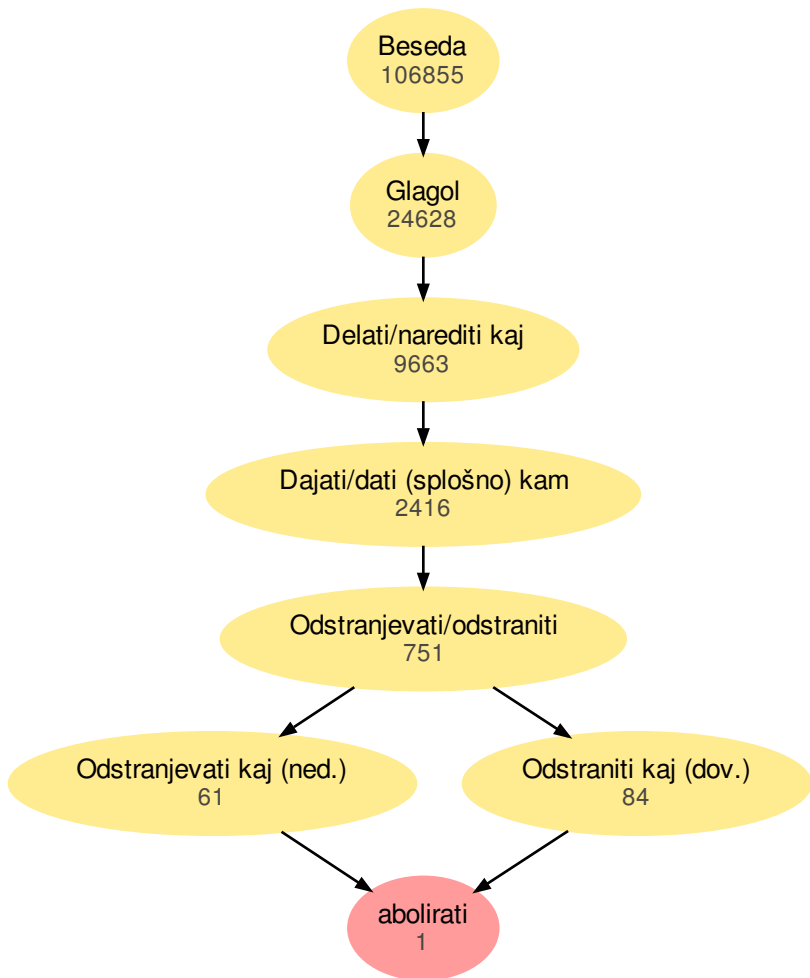 Beseda
106855
Glagol
24628
Delati/narediti kaj
9663
Dajati/dati (splošno) kam
2416
Odstranjevati/odstraniti
751
Odstranjevati kaj (ned.)
61
Odstraniti kaj (dov.)
84
abolirati
1